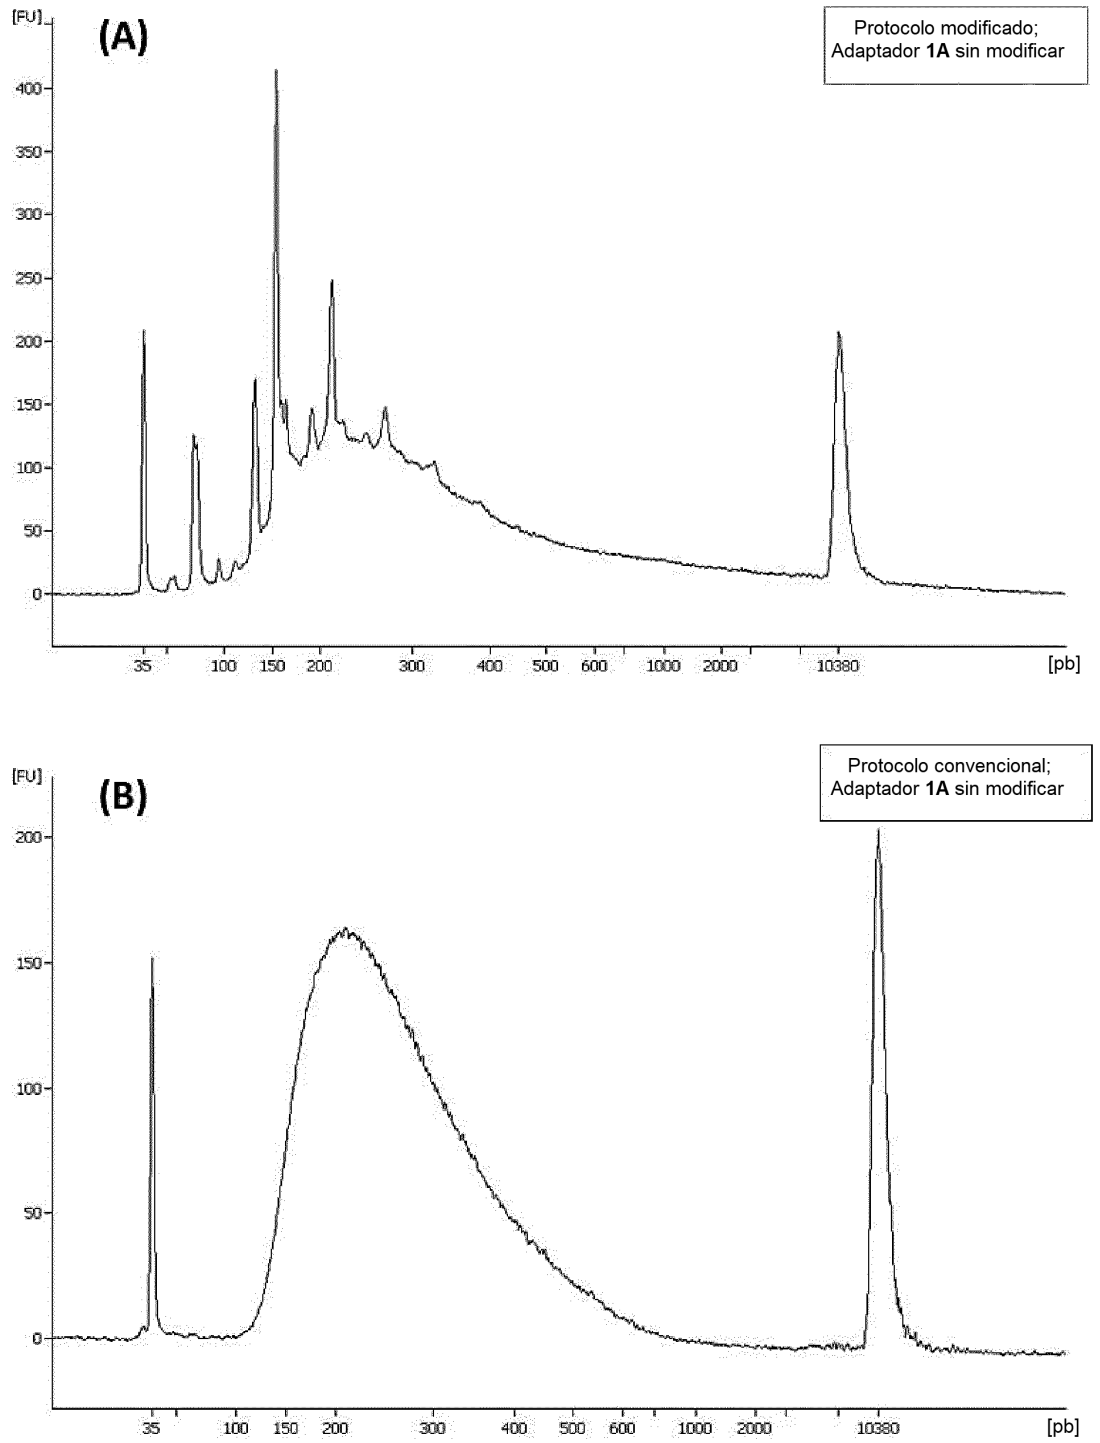 [FU]
(A)
Protocolo modificado;
Adaptador 1A sin modificar
400
350
300
250
200
150
100
50
0
35 100 150 200 300 400 500 600 1000 2000 10380 [pb]
[FU]
(B)
Protocolo convencional;
Adaptador 1A sin modificar
200
150
100
50
0
35 100 150 200 300 400 500 600 1000 2000 10380 [pb]